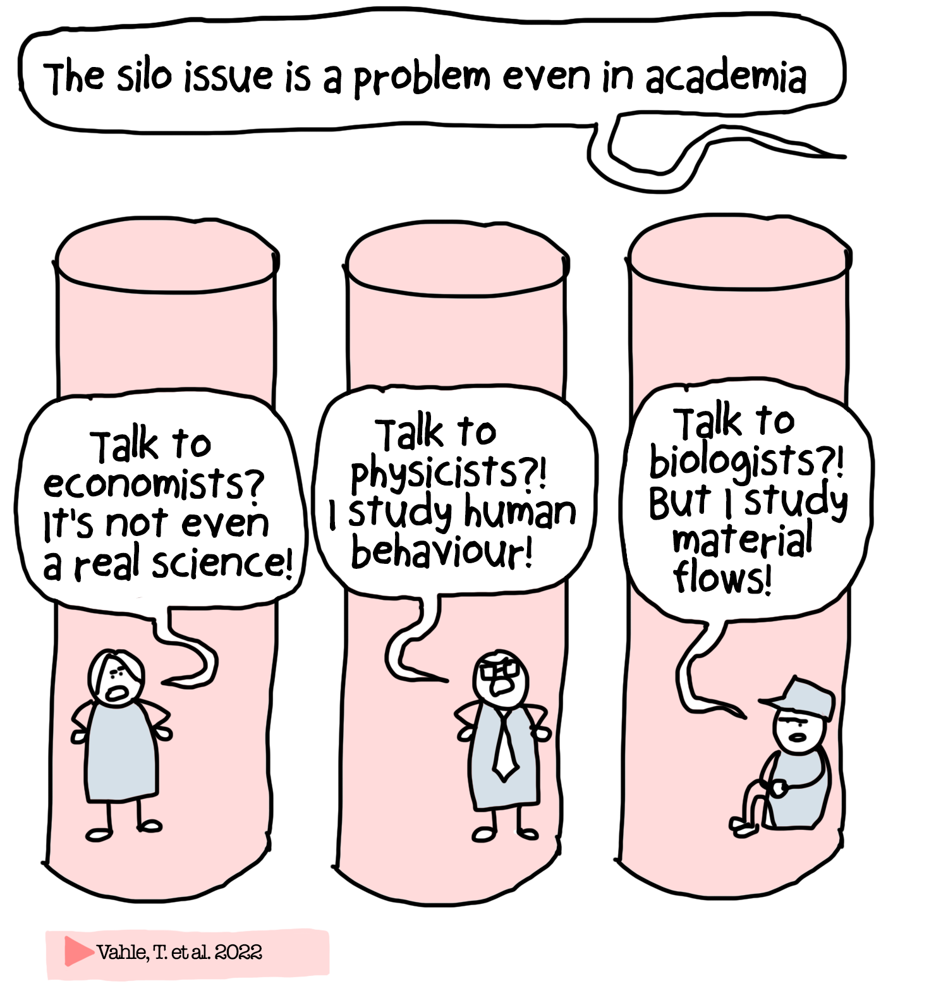 The silo issue is a problem even in academia
Talk to
economists?
It's not even
a real science!
Talk to
physicists?!
I study human
behaviour!
Talk to
biologists?!
But I study
material
flows!
Vahle, T. et al. 2022